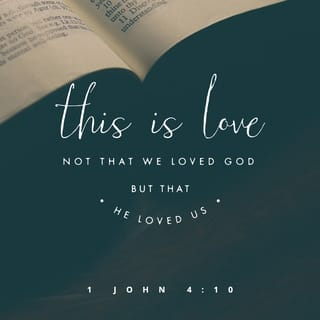 this is love
NOT THAT WE LOVED GOD
BUT THAT
• HE LOVED US •
1 JOHN 4:10